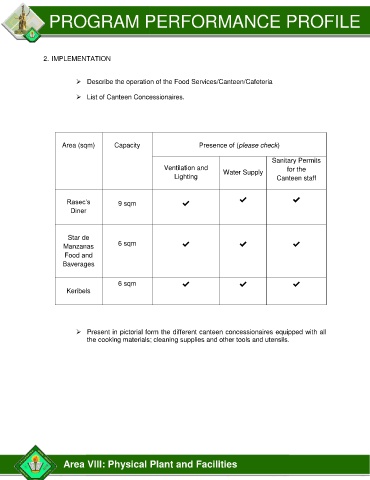 PROGRAM PERFORMANCE PROFILE
2. IMPLEMENTATION
➢ Describe the operation of the Food Services/Canteen/Cafeteria
➢ List of Canteen Concessionaires.
Area (sqm) Capacity Presence of (please check)
Ventilation and Lighting Water Supply Sanitary Permits for the Canteen staff
Rasec's Diner 9 sqm ✔ ✔ ✔
Star de Manzanas Food and Baverages 6 sqm ✔ ✔ ✔
Keribels 6 sqm ✔ ✔ ✔
➢ Present in pictorial form the different canteen concessionaires equipped with all
the cooking materials; cleaning supplies and other tools and utensils.
Area VIII: Physical Plant and Facilities